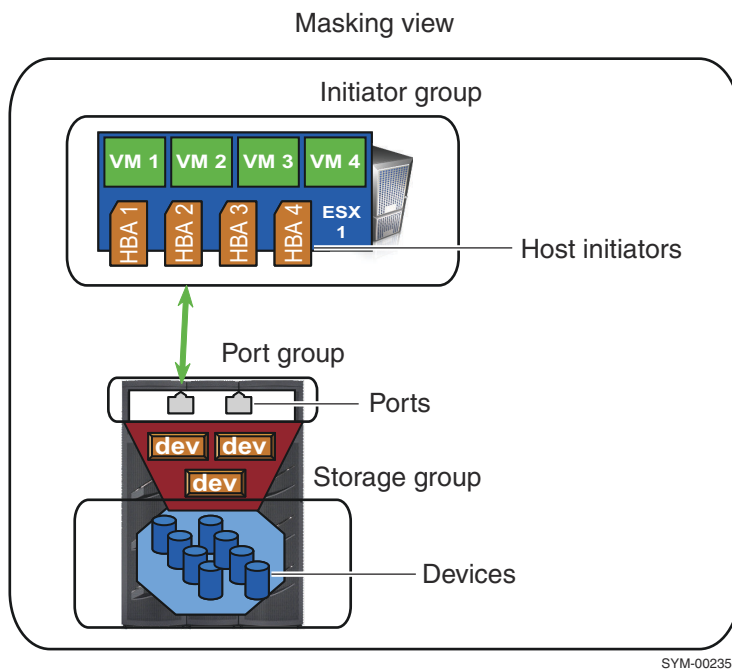 Masking view
Initiator group
VM 1 VM 2 VM 3 VM 4
HBA 1 HBA 2 HBA 3 HBA 4
ESX
1
Host initiators
Port group
Ports
dev dev
dev
Storage group
Devices
SYM-00235